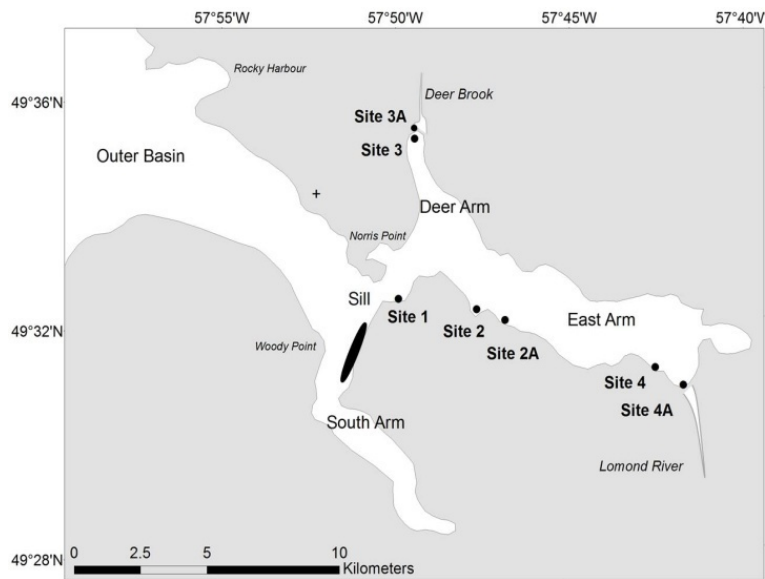 57°55'W
57°50'W
57°45'W
57°40'W
49°36'N
49°32'N
49°28'N
Rocky Harbour
Deer Brook
Site 3A
Site 3
Outer Basin
Deer Arm
Norris Point
Sill
Site 1
Site 2
Site 2A
East Arm
Woody Point
Site 4
Site 4A
South Arm
Lomond River
0 2.5 5 10
Kilometers